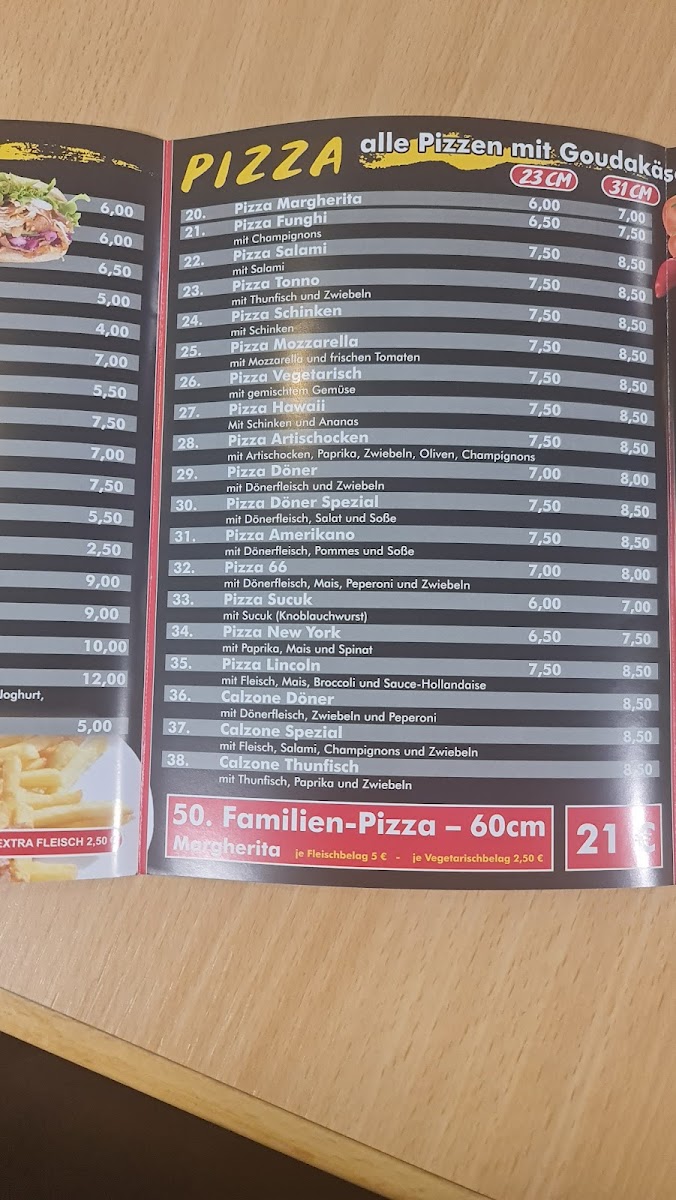 6,00
6,00
6,50
5,00
4,00
7,00
5,50
7,50
7,00
7,50
5,50
2,50
9,00
9,00
10,00
12,00
Joghurt,
5,00
EXTRA FLEISCH 2,50 €
PIZZA alle Pizzen mit Goudakäse
23 CM 31 CM
20. Pizza Margherita 6,00 7,00
21. Pizza Funghi 6,50 7,50
mit Champignons
22. Pizza Salami 7,50 8,50
mit Salami
23. Pizza Tonno 7,50 8,50
mit Thunfisch und Zwiebeln
24. Pizza Schinken 7,50 8,50
mit Schinken
25. Pizza Mozzarella 7,50 8,50
mit Mozzarella und frischen Tomaten
26. Pizza Vegetarisch 7,50 8,50
mit gemischtem Gemüse
27. Pizza Hawaii 7,50 8,50
Mit Schinken und Ananas
28. Pizza Artischocken 7,50 8,50
mit Artischocken, Paprika, Zwiebeln, Oliven, Champignons
29. Pizza Döner 7,00 8,00
mit Dönerfleisch und Zwiebeln
30. Pizza Döner Spezial 7,50 8,50
mit Dönerfleisch, Salat und Soße
31. Pizza Amerikano 7,50 8,50
mit Dönerfleisch, Pommes und Soße
32. Pizza 66 7,00 8,00
mit Dönerfleisch, Mais, Peperoni und Zwiebeln
33. Pizza Sucuk 6,00 7,00
mit Sucuk (Knoblauchwurst)
34. Pizza New York 6,50 7,50
mit Paprika, Mais und Spinat
35. Pizza Lincoln 7,50 8,50
mit Fleisch, Mais, Broccoli und Sauce-Hollandaise
36. Calzone Döner 8,50
mit Dönerfleisch, Zwiebeln und Peperoni
37. Calzone Spezial 8,50
mit Fleisch, Salami, Champignons und Zwiebeln
38. Calzone Thunfisch 8,50
mit Thunfisch, Paprika und Zwiebeln
50. Familien-Pizza – 60cm 21 €
Margherita je Fleischbelag 5 € - je Vegetarischbelag 2,50 €